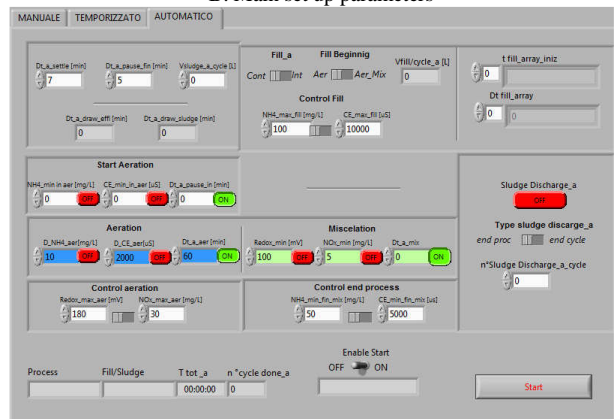 B. Main set up parameters
MANUALE TEMPORIZZATO AUTOMATICO
Dt_a_settle [min] Dt_a_pause_fin [min] Vsludge_a_cycle [L]
7 5 0
Dt_a_draw_effl [min] Dt_a_draw_sludge [min]
0 0
Fill_a Fill Beginnig Vfill/cycle_a [L]
Cont Int Aer Aer_Mix 0
Control Fill
NH4_max_fill [mg/L] CE_max_fill [uS]
100 10000
t fill_array_iniz
0
Dt fill_array
0 0
Start Aeration
NH4_min in aer [mg/L] CE_min_in_aer [uS] Dt_a_pause_in [min]
0 OFF 0 OFF 0 ON
Aeration
D_NH4_aer[mg/L] D_CE_aer[uS] Dt_a_aer [min]
10 OFF 2000 OFF 60 ON
Miscelation
Redox_min [mV] NOx_min [mg/L] Dt_a_mix
100 OFF 5 OFF 0 ON
Control aeration
Redox_max_aer [mV] NOx_max_aer [mg/L]
180 30
Control end process
NH4_min_fin_mix [mg/L] CE_min_fin_mix [us]
50 5000
Sludge Discharge_a
OFF
Type sludge discarge_a
end proc end cycle
n°Sludge Discharge_a_cycle
0
Enable Start
OFF ON
Process Fill/Sludge T tot _a n °cycle done_a
00:00:00 0
Start